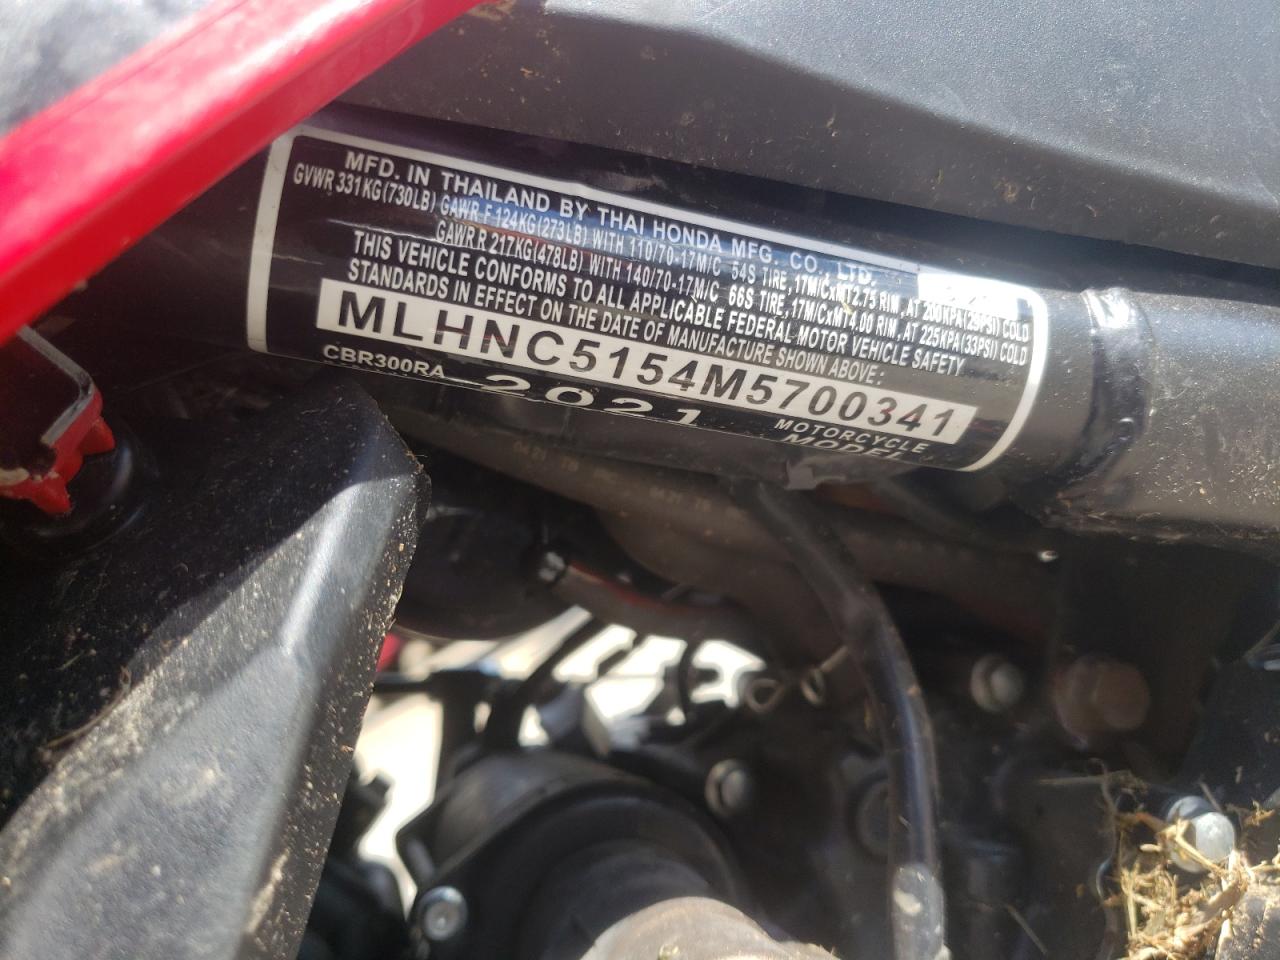 MFD. IN THAILAND BY THAI HONDA MFG. CO., LTD.
GVWR 331KG(730LB) GAWR F 124KG(273LB) WITH 110/70-17M/C 54S TIRE, 17M/CxMT2.75 RIM, AT 200KPA(29PSI) COLD
GAWR R 217KG(478LB) WITH 140/70-17M/C 66S TIRE, 17M/CxMT4.00 RIM, AT 225KPA(33PSI) COLD
THIS VEHICLE CONFORMS TO ALL APPLICABLE FEDERAL MOTOR VEHICLE SAFETY
STANDARDS IN EFFECT ON THE DATE OF MANUFACTURE SHOWN ABOVE:
MLHNC5154M5700341
CBR300RA 2021 MOTORCYCLE
MODEL